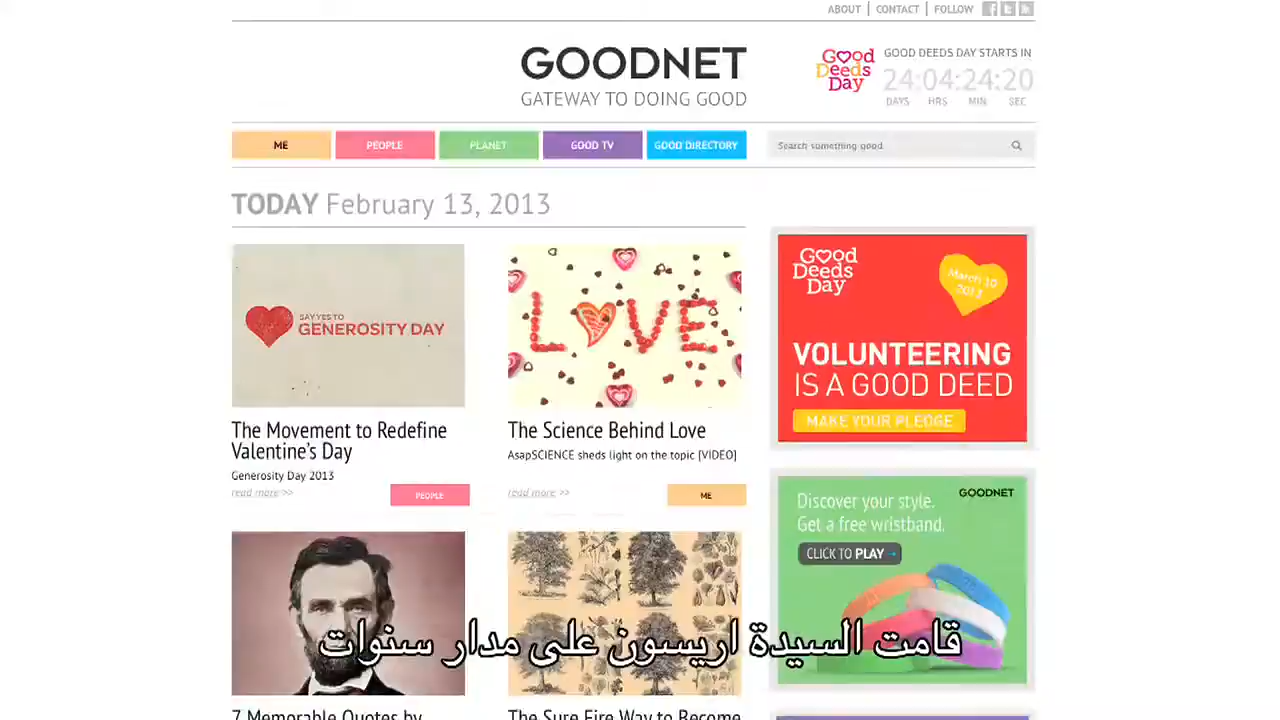 ABOUT | CONTACT | FOLLOW
GOODNET
GATEWAY TO DOING GOOD
Good Deeds Day
GOOD DEEDS DAY STARTS IN
24:04:24:20
DAYS HRS MIN SEC
ME
PEOPLE
PLANET
GOOD TV
GOOD DIRECTORY
Search something good
TODAY February 13, 2013
SAY YES TO
GENEROSITY DAY
The Movement to Redefine
Valentine's Day
Generosity Day 2013
read more >>
PEOPLE
LOVE
The Science Behind Love
AsapSCIENCE sheds light on the topic [VIDEO]
read more >>
ME
Good
Deeds
Day
March 10
2013
VOLUNTEERING
IS A GOOD DEED
MAKE YOUR PLEDGE
GOODNET
Discover your style.
Get a free wristband.
CLICK TO PLAY
قامت السيدة اريسون على مدار سنوات
7 Memorable Quotes by
The Sure Fire Way to Become